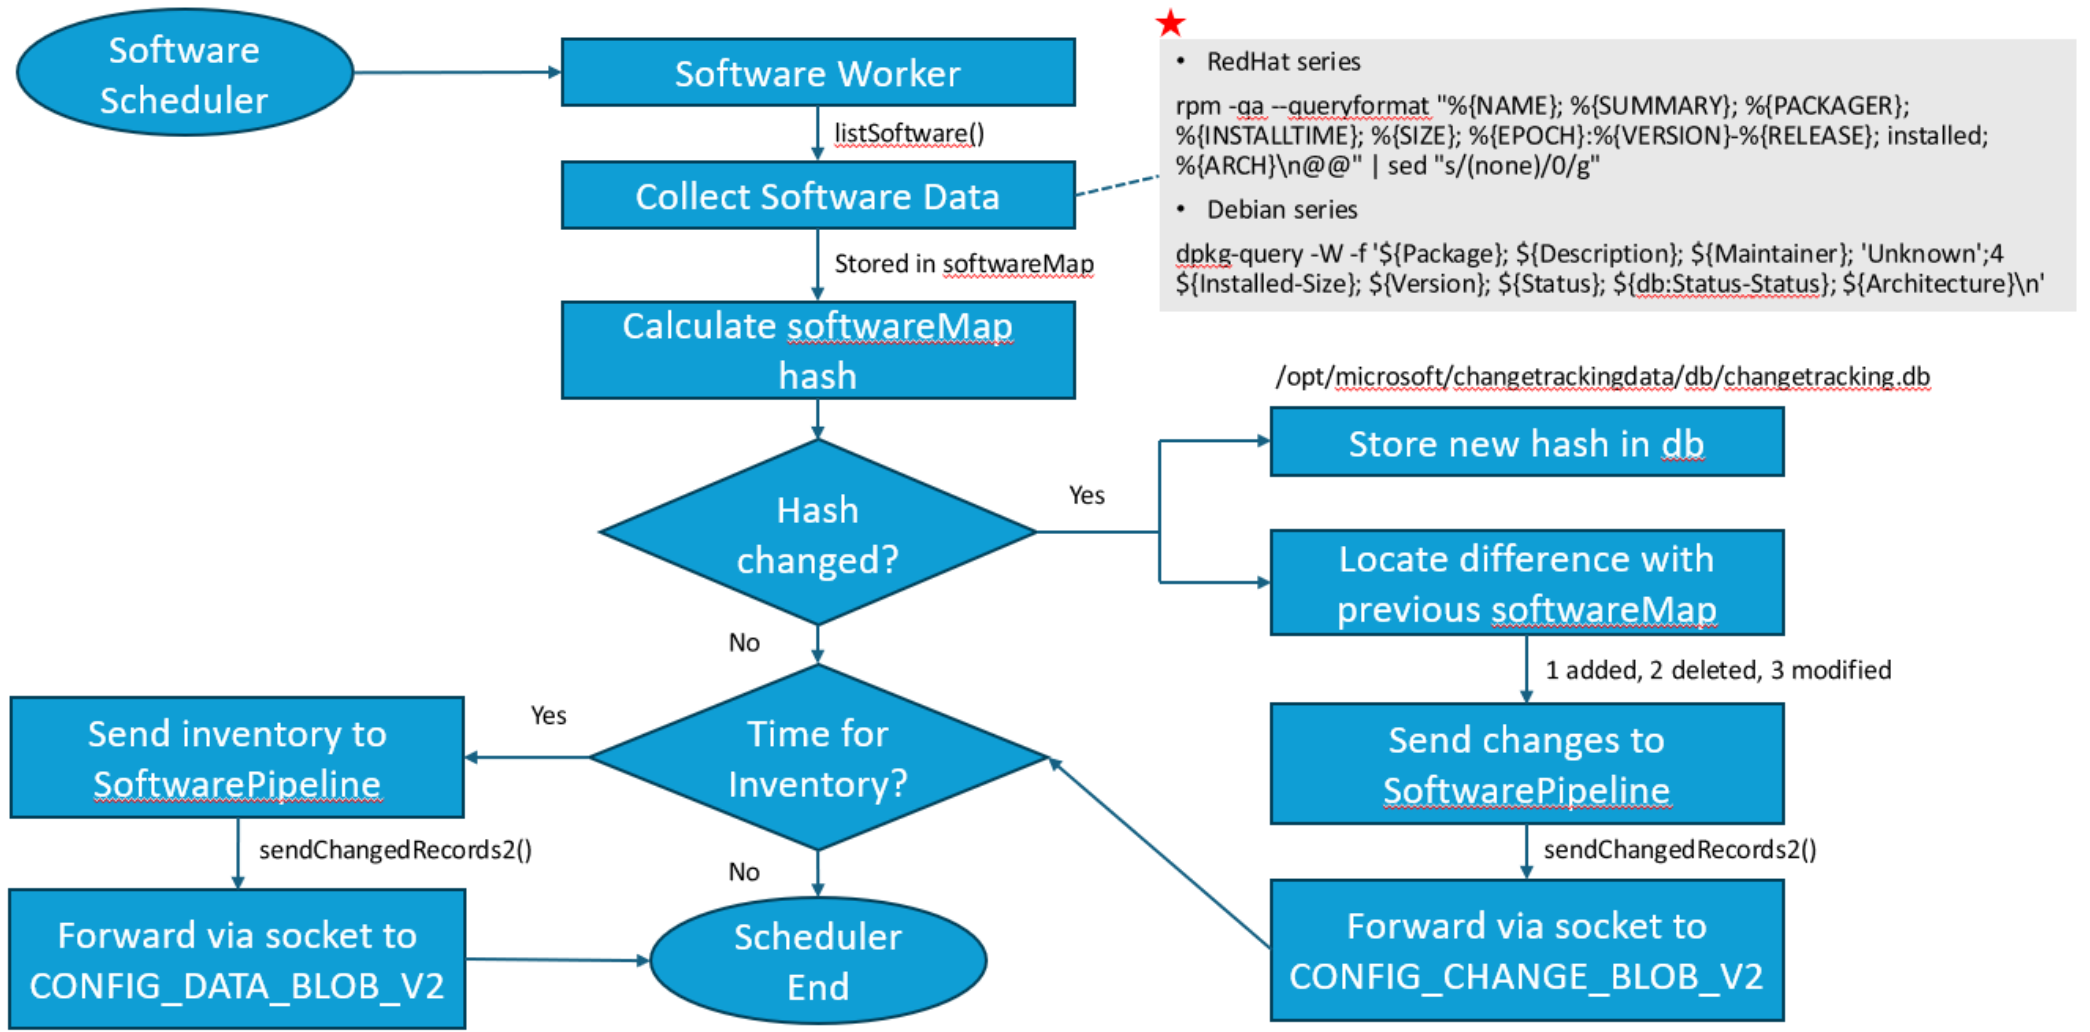 Software
Scheduler
Software Worker
listSoftware()
Collect Software Data
Stored in softwareMap
Calculate softwareMap
hash
• RedHat series
rpm -qa --queryformat "%{NAME}; %{SUMMARY}; %{PACKAGER};
%{INSTALLTIME}; %{SIZE}; %{EPOCH}:%{VERSION}-%{RELEASE}; installed;
%{ARCH}\n@@" | sed "s/(none)/0/g"
• Debian series
dpkg-query -W -f '${Package}; ${Description}; ${Maintainer}; 'Unknown';4
${Installed-Size}; ${Version}; ${Status}; ${db:Status-Status}; ${Architecture}\n'
Hash
changed?
Yes
/opt/microsoft/changetrackingdata/db/changetracking.db
Store new hash in db
Locate difference with
previous softwareMap
1 added, 2 deleted, 3 modified
Send changes to
SoftwarePipeline
sendChangedRecords2()
Forward via socket to
CONFIG_CHANGE_BLOB_V2
No
Time for
Inventory?
Yes
Send inventory to
SoftwarePipeline
sendChangedRecords2()
Forward via socket to
CONFIG_DATA_BLOB_V2
No
Scheduler
End